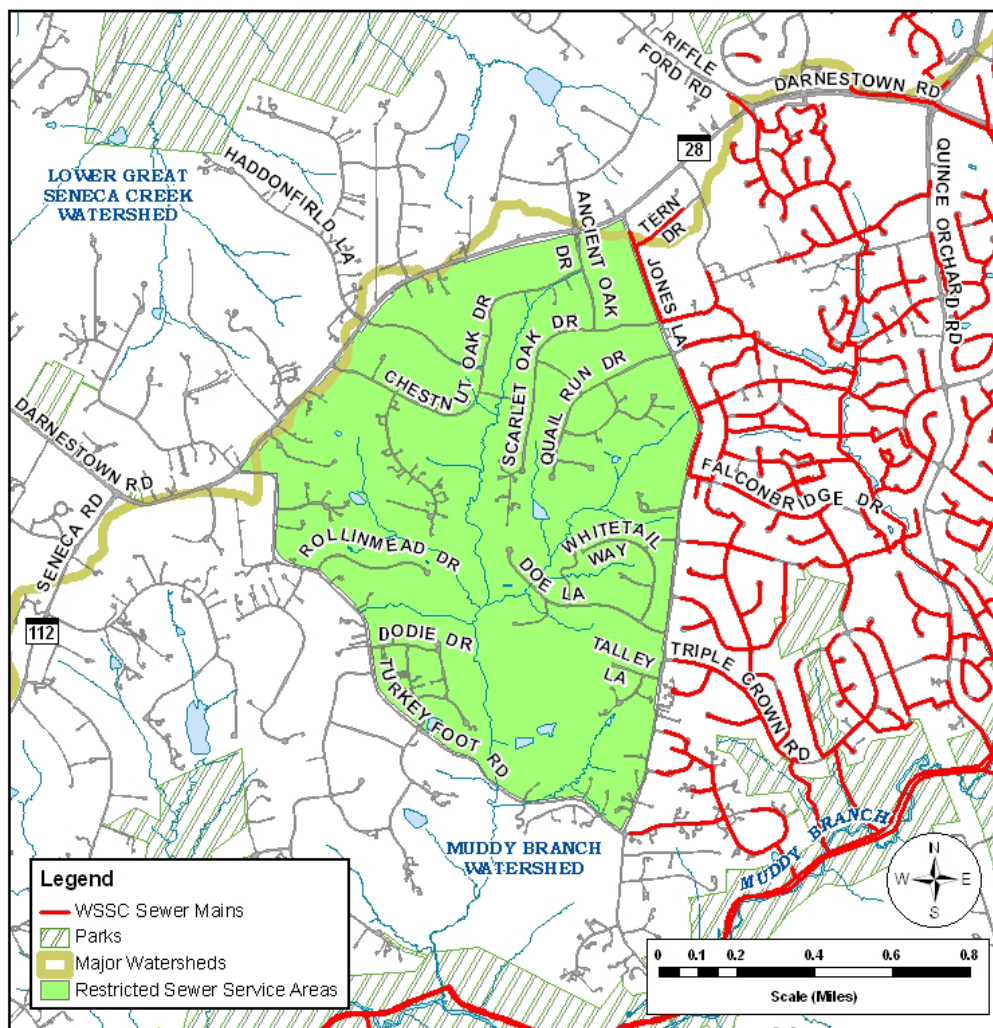 RIFFLE
FORD RD
DARNESTOWN RD
28
QUINCE ORCHARD RD
HADDONFIRLD LA
LOWER GREAT
SENECA CREEK
WATERSHED
TERN
DR
ANCIENT OAK
DR
JONES LA
CHESTNUT OAK DR
SCARLET OAK DR
QUAIL RUN DR
DARNESTOWN RD
SENECA RD
112
FALCONBRIDGE DR
ROLLINMEAD DR
WHITETAIL
WAY
DOE LA
DODIE DR
TALLEY
LA
TRIPLE CROWN RD
TURKEY FOOT RD
MUDDY BRANCH
WATERSHED
MUDDY BRANCH
Legend
WSSC Sewer Mains
Parks
Major Watersheds
Restricted Sewer Service Areas
N
W E
S
0 0.1 0.2 0.4 0.6 0.8
Scale (Miles)